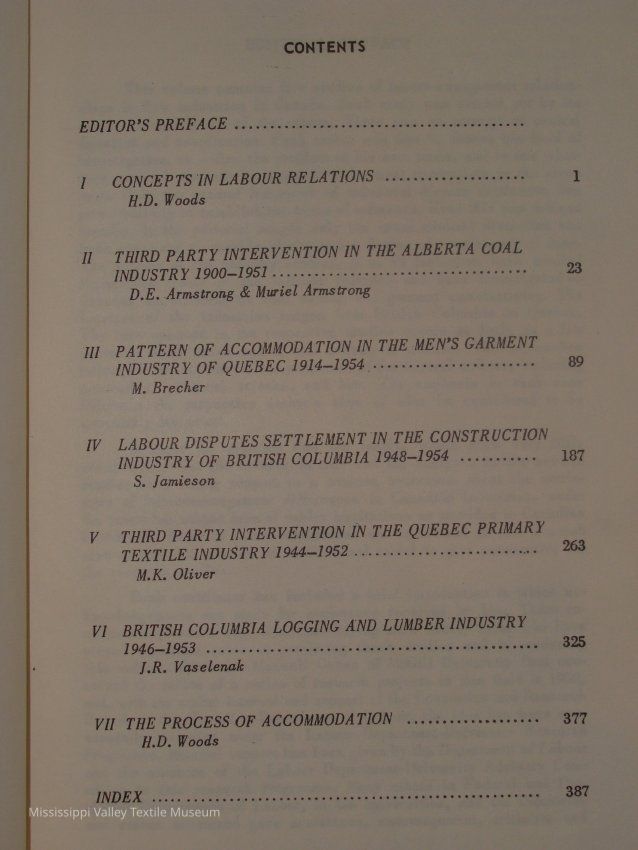 CONTENTS
EDITOR'S PREFACE ........................................
I CONCEPTS IN LABOUR RELATIONS .................... 1
H.D. Woods
II THIRD PARTY INTERVENTION IN THE ALBERTA COAL
INDUSTRY 1900–1951 .................................... 23
D.E. Armstrong & Muriel Armstrong
III PATTERN OF ACCOMMODATION IN THE MEN'S GARMENT
INDUSTRY OF QUEBEC 1914–1954 ....................... 89
M. Brecher
IV LABOUR DISPUTES SETTLEMENT IN THE CONSTRUCTION
INDUSTRY OF BRITISH COLUMBIA 1948–1954 ........... 187
S. Jamieson
V THIRD PARTY INTERVENTION IN THE QUEBEC PRIMARY
TEXTILE INDUSTRY 1944–1952 .......................... 263
M.K. Oliver
VI BRITISH COLUMBIA LOGGING AND LUMBER INDUSTRY
1946–1953 ............................................... 325
J.R. Vaselenak
VII THE PROCESS OF ACCOMMODATION ................... 377
H.D. Woods
INDEX ....................................................... 387
Mississippi Valley Textile Museum